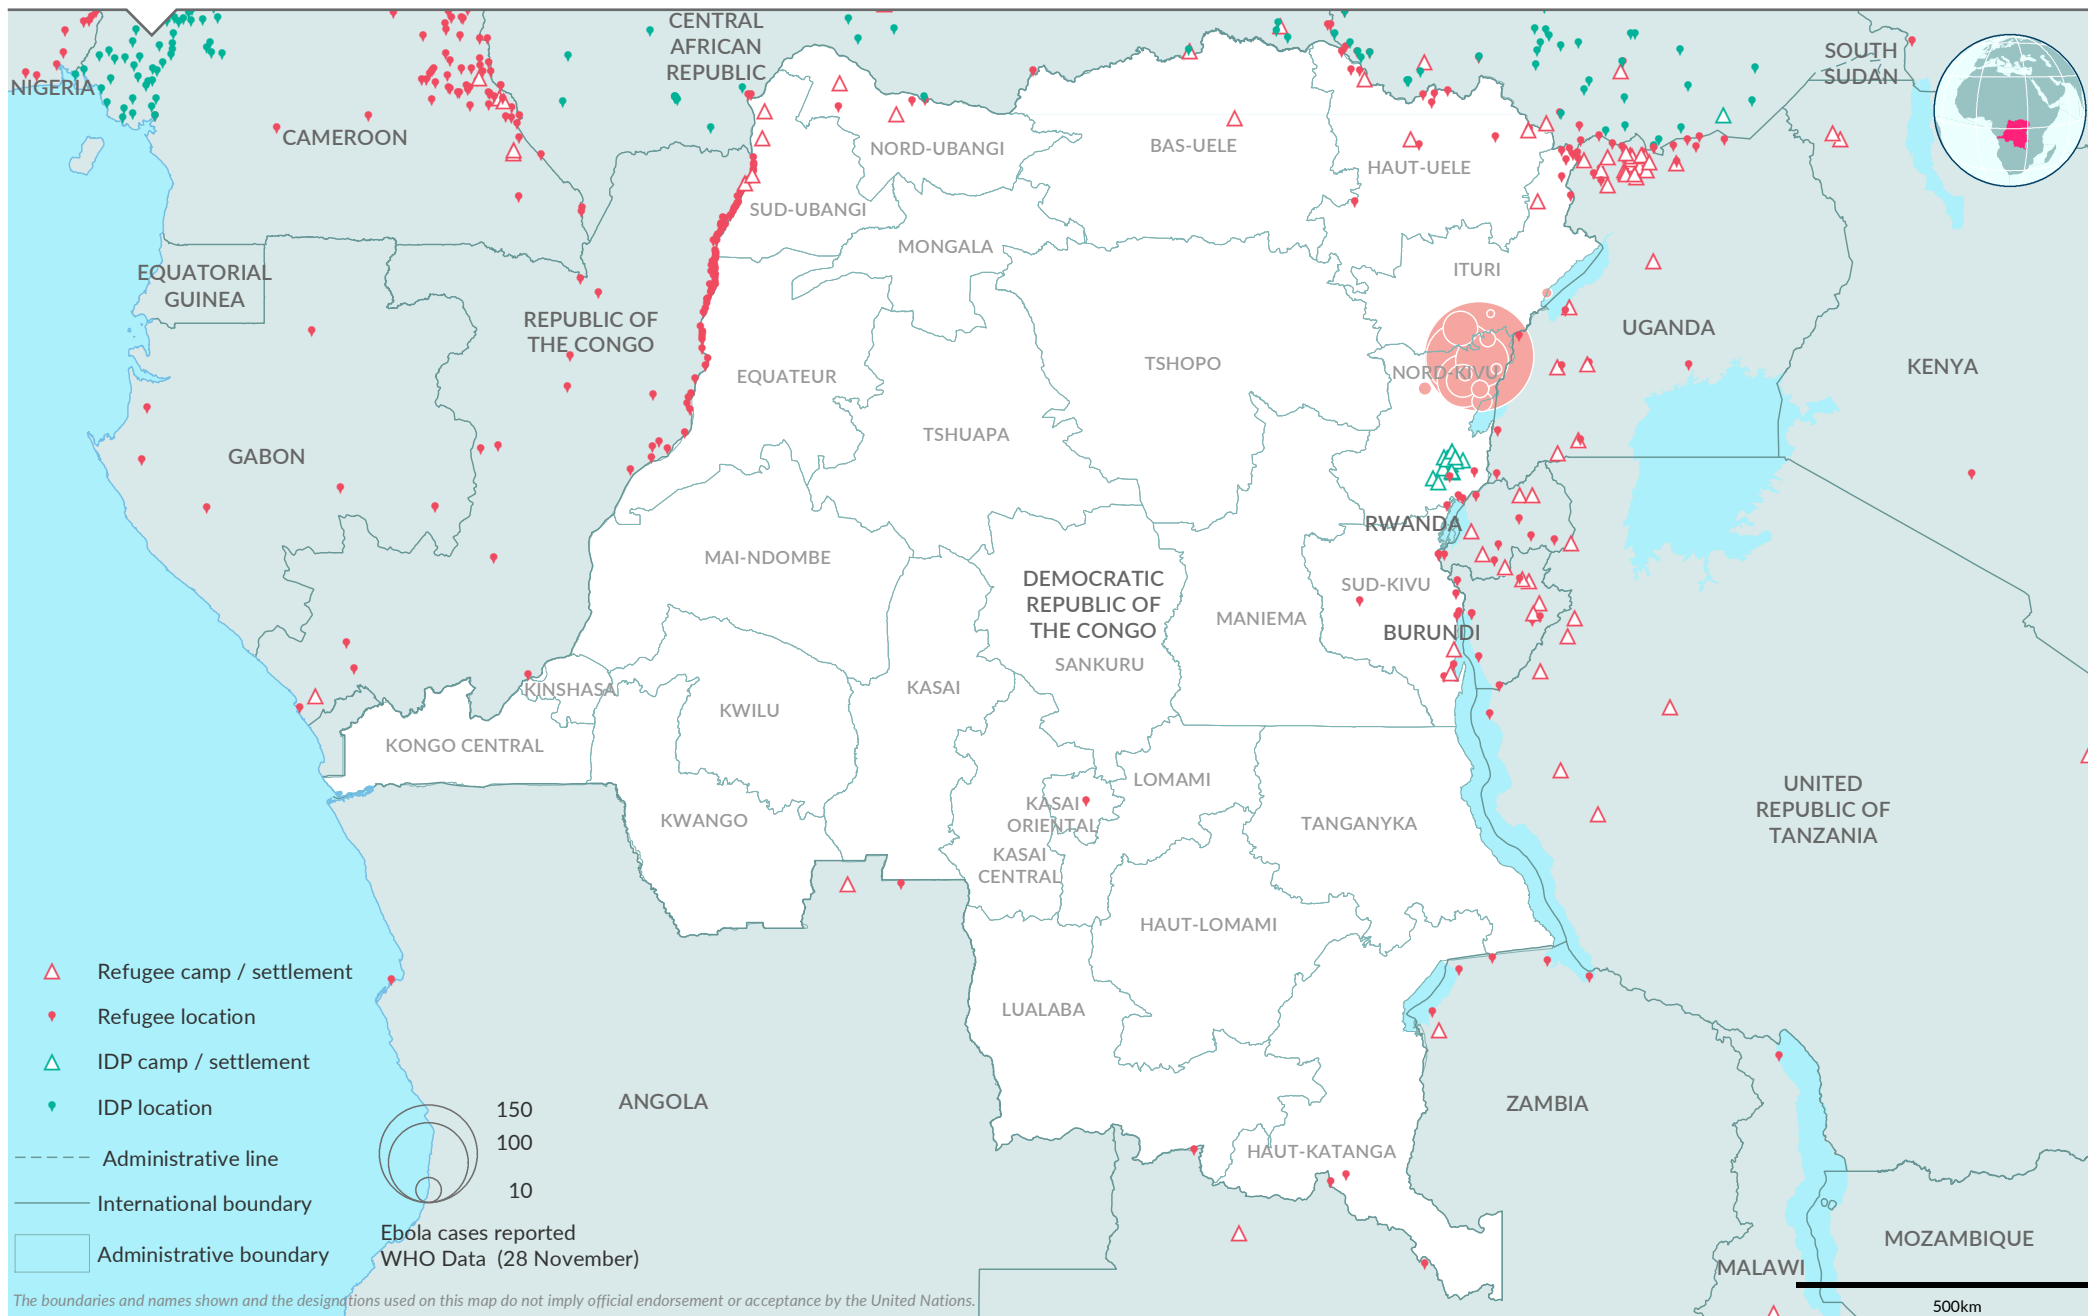 CENTRAL
AFRICAN
REPUBLIC
SOUTH
SUDAN
NIGERIA
CAMEROON
NORD-UBANGI
BAS-UELE
HAUT-UELE
SUD-UBANGI
MONGALA
ITURI
EQUATORIAL
GUINEA
REPUBLIC OF
THE CONGO
UGANDA
KENYA
EQUATEUR
TSHOPO
NORD-KIVU
TSHUAPA
GABON
RWANDA
MAI-NDOMBE
DEMOCRATIC
REPUBLIC OF
THE CONGO
SUD-KIVU
MANIEMA
BURUNDI
SANKURU
KINSHASA
KASAI
KWILU
KONGO CENTRAL
LOMAMI
UNITED
REPUBLIC OF
TANZANIA
KASAI
ORIENTAL
KWANGO
TANGANYKA
KASAI
CENTRAL
HAUT-LOMAMI
LUALABA
ANGOLA
ZAMBIA
HAUT-KATANGA
MOZAMBIQUE
MALAWI
Refugee camp / settlement
Refugee location
IDP camp / settlement
IDP location
Administrative line
International boundary
Administrative boundary
150
100
10
Ebola cases reported
WHO Data (28 November)
The boundaries and names shown and the designations used on this map do not imply official endorsement or acceptance by the United Nations.
500km